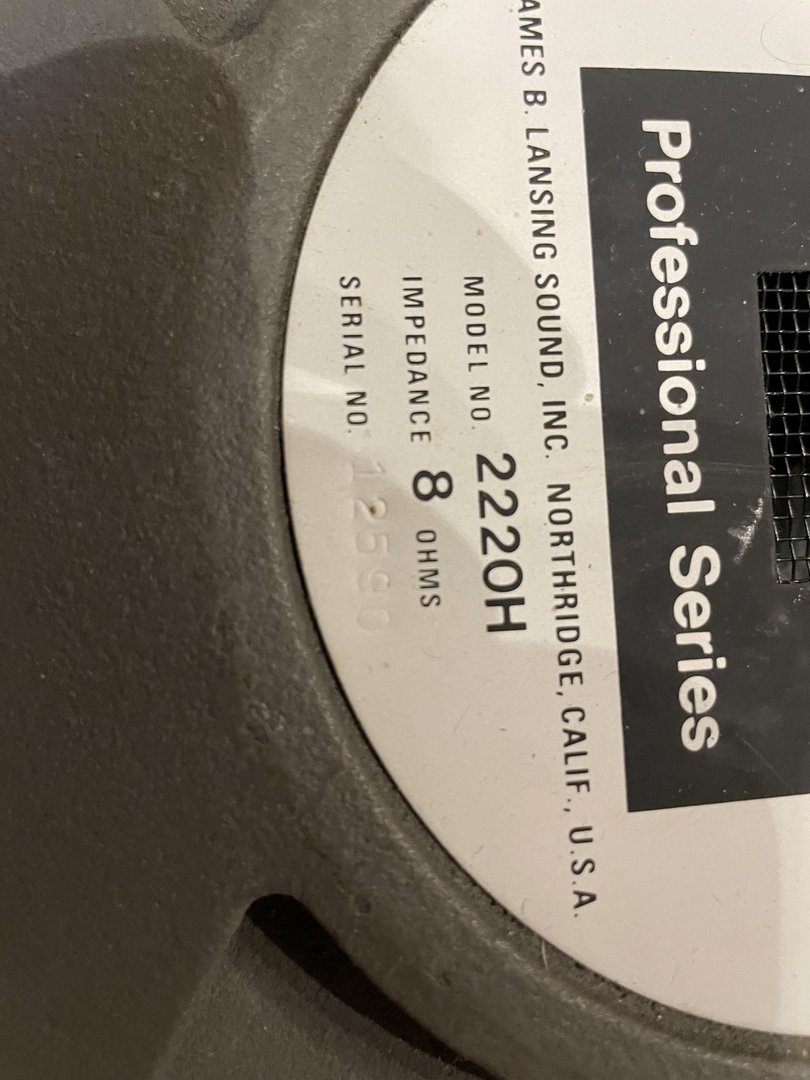 Professional Series
AMES B. LANSING SOUND, INC. NORTHRIDGE, CALIF., U.S.A.
MODEL NO. 2220H
IMPEDANCE 8 OHMS
SERIAL NO.